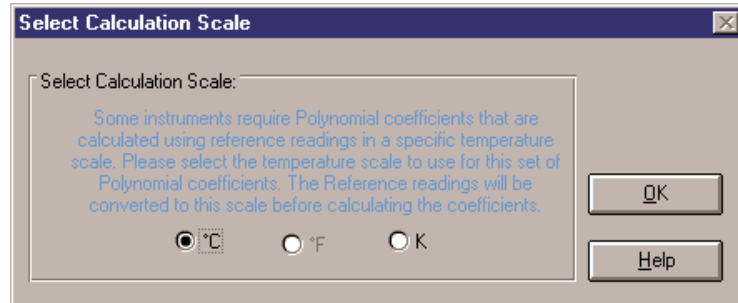 Select Calculation Scale
Select Calculation Scale:
Some instruments require Polynomial coefficients that are
calculated using reference readings in a specific temperature
scale. Please select the temperature scale to use for this set of
Polynomial coefficients. The Reference readings will be
converted to this scale before calculating the coefficients.
°C °F K
OK
Help